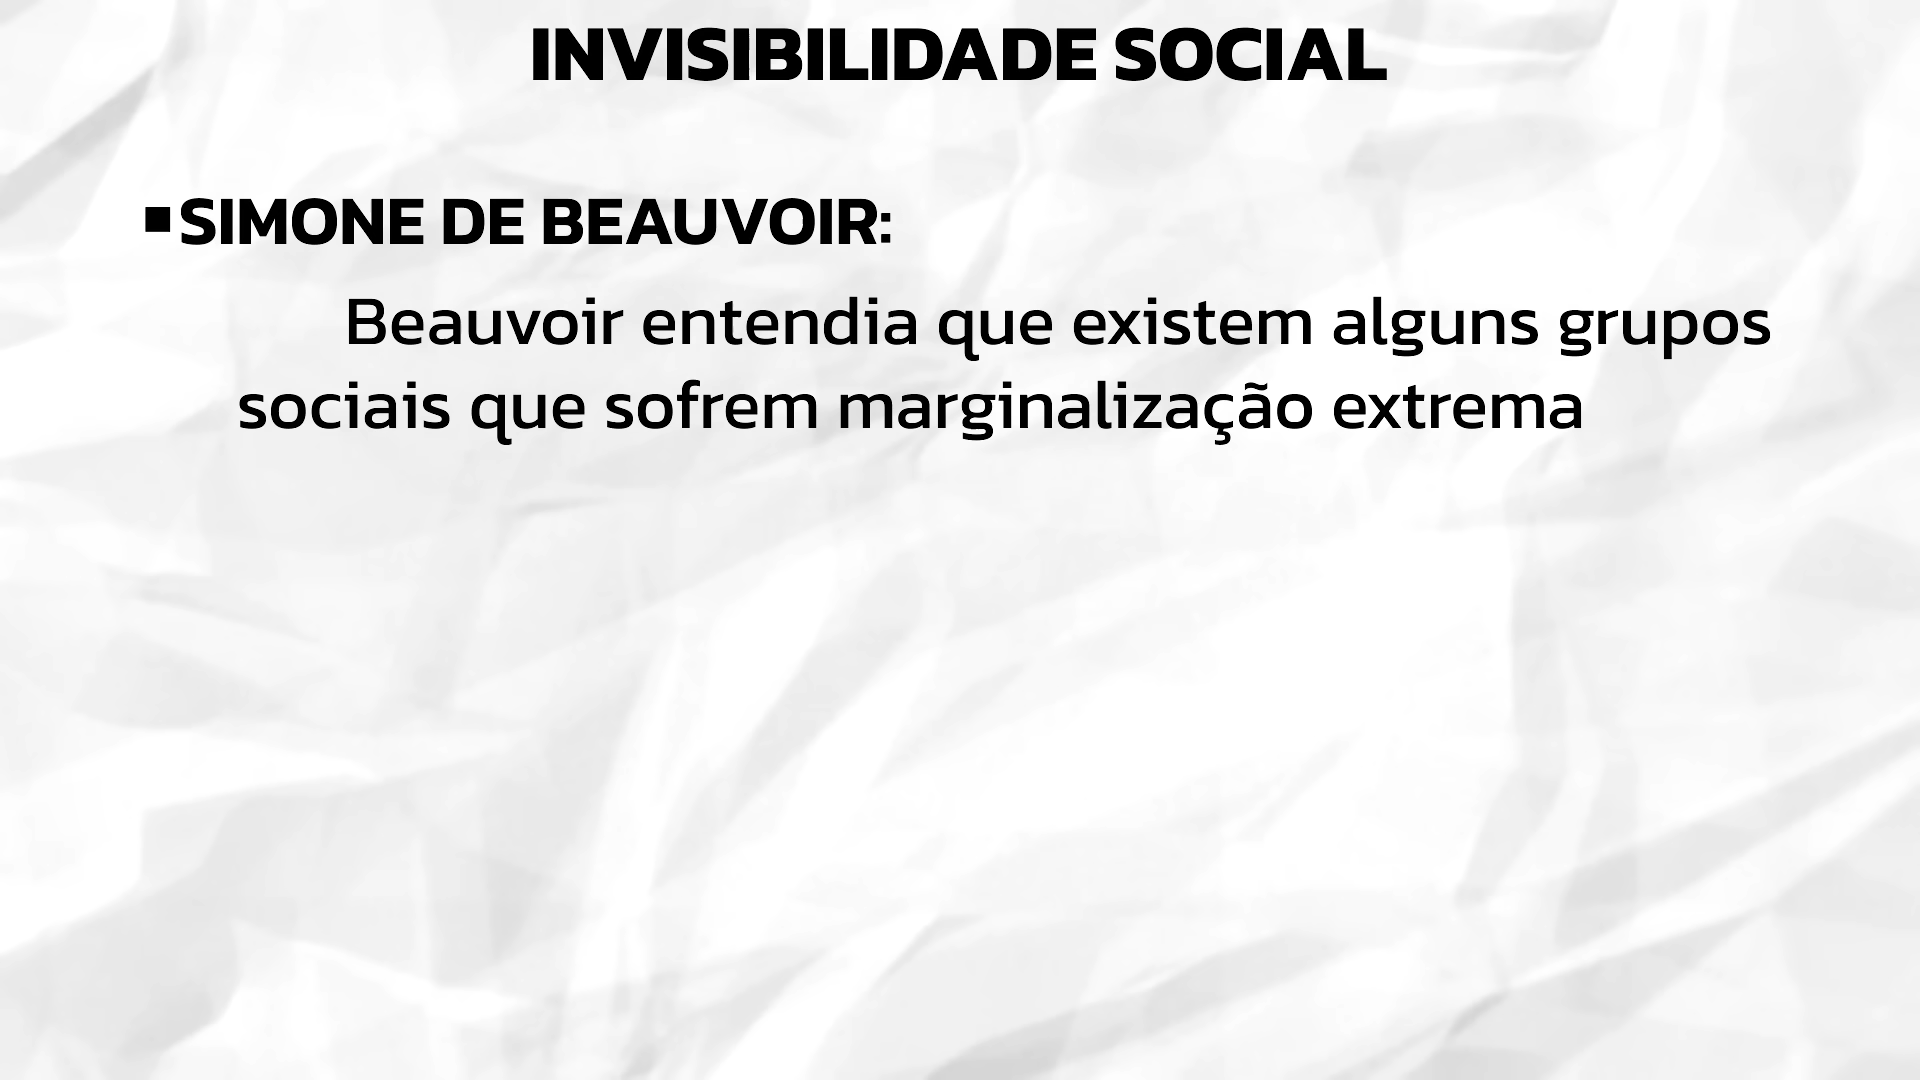 INVISIBILIDADE SOCIAL
▪SIMONE DE BEAUVOIR:
Beauvoir entendia que existem alguns grupos
sociais que sofrem marginalização extrema